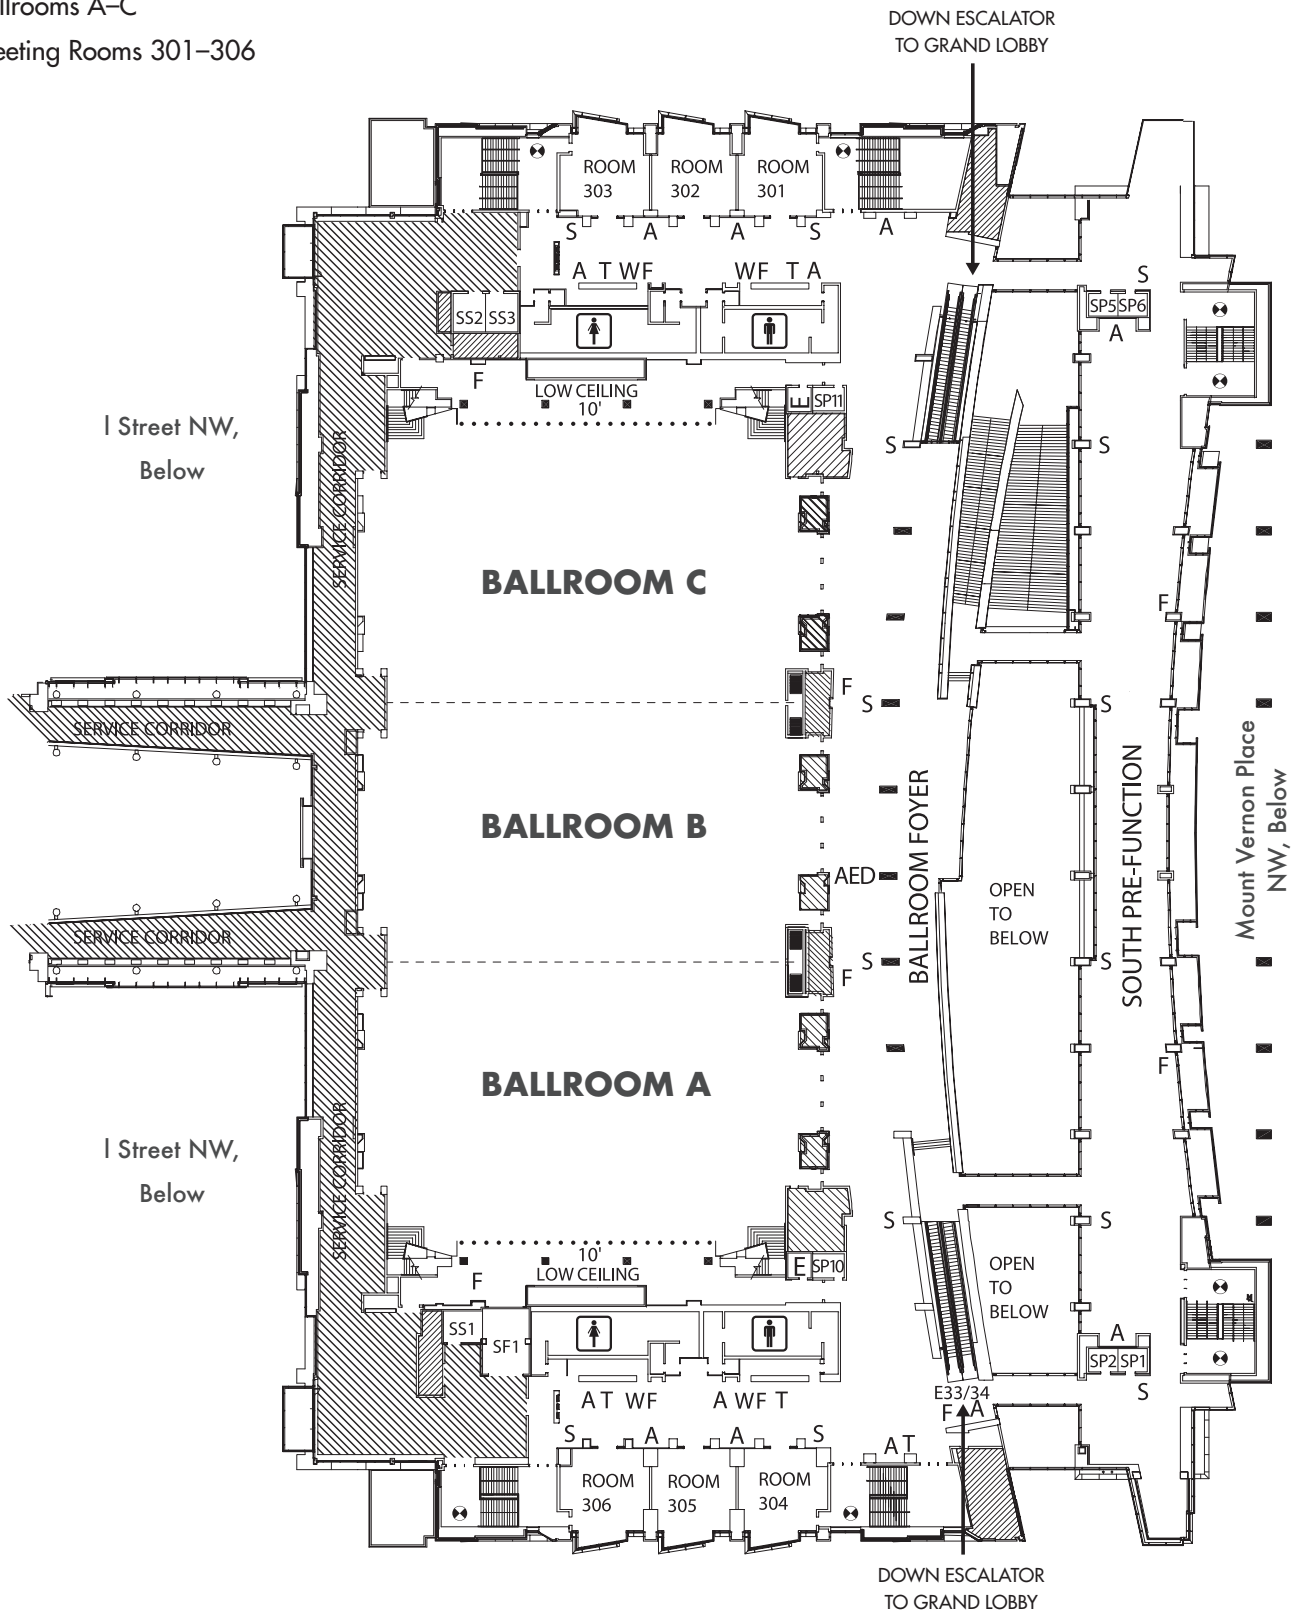 llrooms A–C
eeting Rooms 301–306
DOWN ESCALATOR
TO GRAND LOBBY
ROOM
303
ROOM
302
ROOM
301
S
A
A
S
A
A T WF
WF T A
S
SS2
SS3
SP5
SP6
A
F
LOW CEILING
10'
E
SP11
I Street NW,
Below
SERVICE CORRIDOR
S
S
BALLROOM C
F
F
S
S
SERVICE CORRIDOR
BALLROOM B
BALLROOM FOYER
SOUTH PRE-FUNCTION
Mount Vernon Place
NW, Below
AED
OPEN
TO
BELOW
SERVICE CORRIDOR
S
F
S
F
BALLROOM A
SERVICE CORRIDOR
I Street NW,
Below
S
S
10'
LOW CEILING
F
E
SP10
OPEN
TO
BELOW
SS1
SF1
A
SP2
SP1
S
A T WF
A WF T
E33/34
F A
S
A
A
S
A T
ROOM
306
ROOM
305
ROOM
304
DOWN ESCALATOR
TO GRAND LOBBY